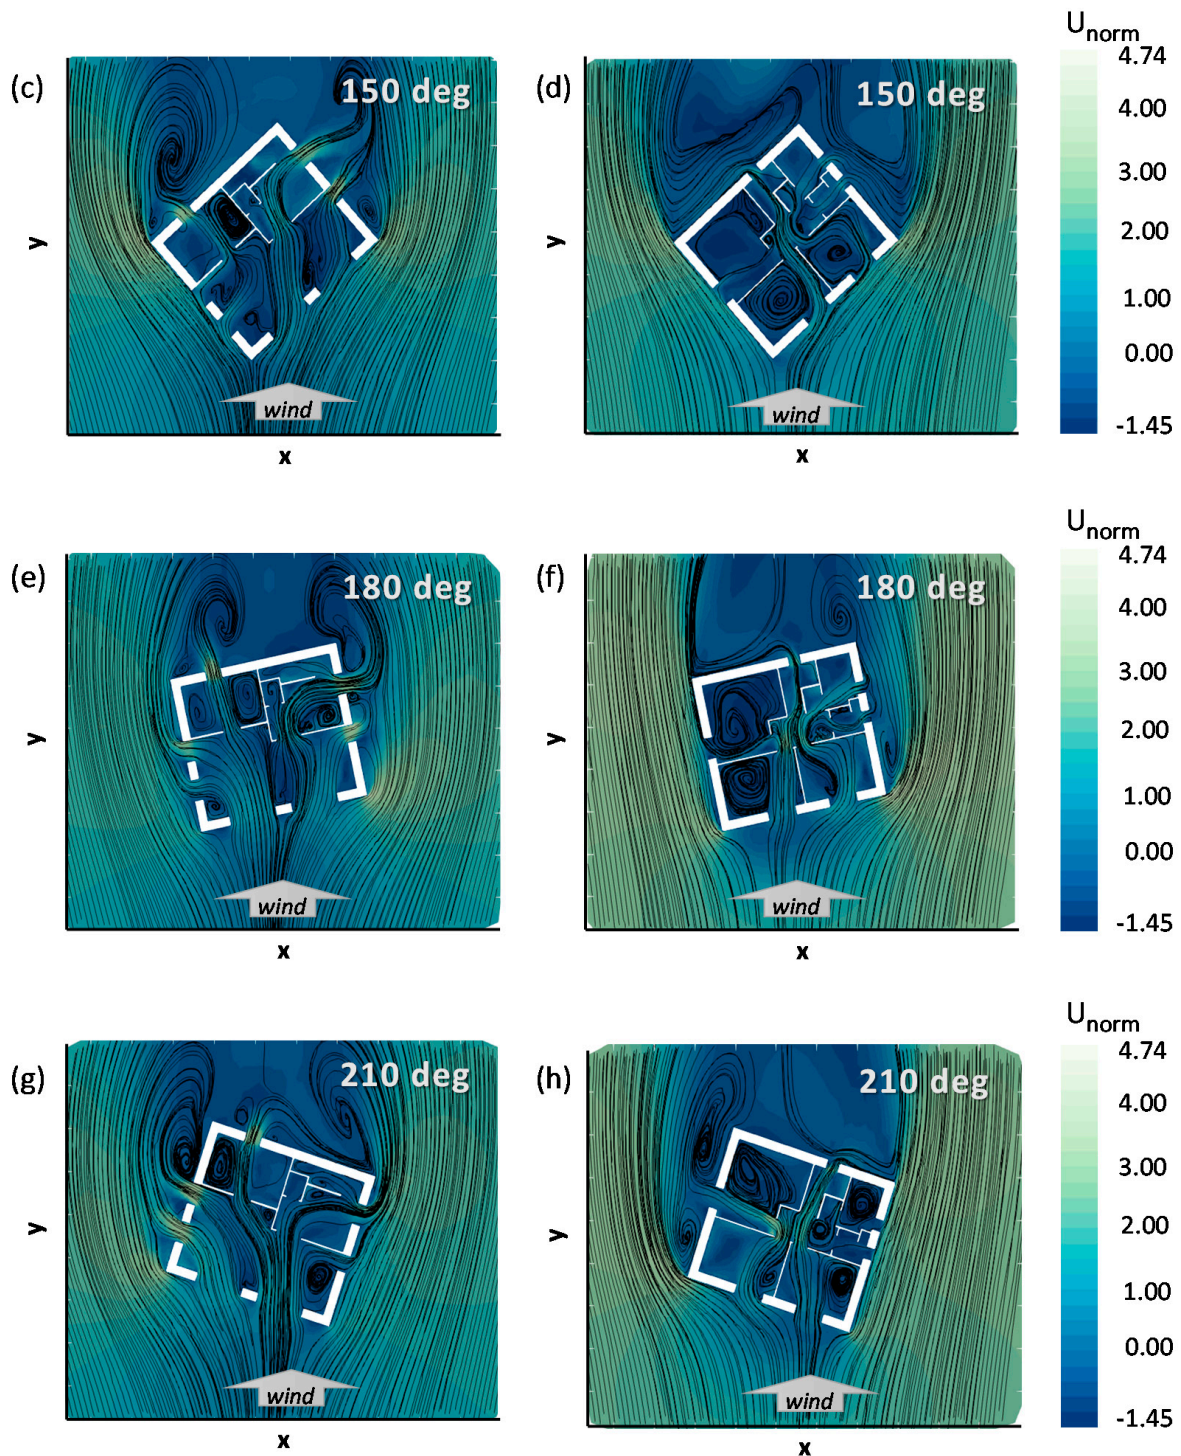 U_norm
(c) 150 deg (d) 150 deg 4.74
4.00
3.00
y y 2.00
1.00
0.00
wind wind -1.45
x x
U_norm
(e) 180 deg (f) 180 deg 4.74
4.00
3.00
y y 2.00
1.00
0.00
wind wind -1.45
x x
U_norm
(g) 210 deg (h) 210 deg 4.74
4.00
3.00
y y 2.00
1.00
0.00
wind wind -1.45
x x